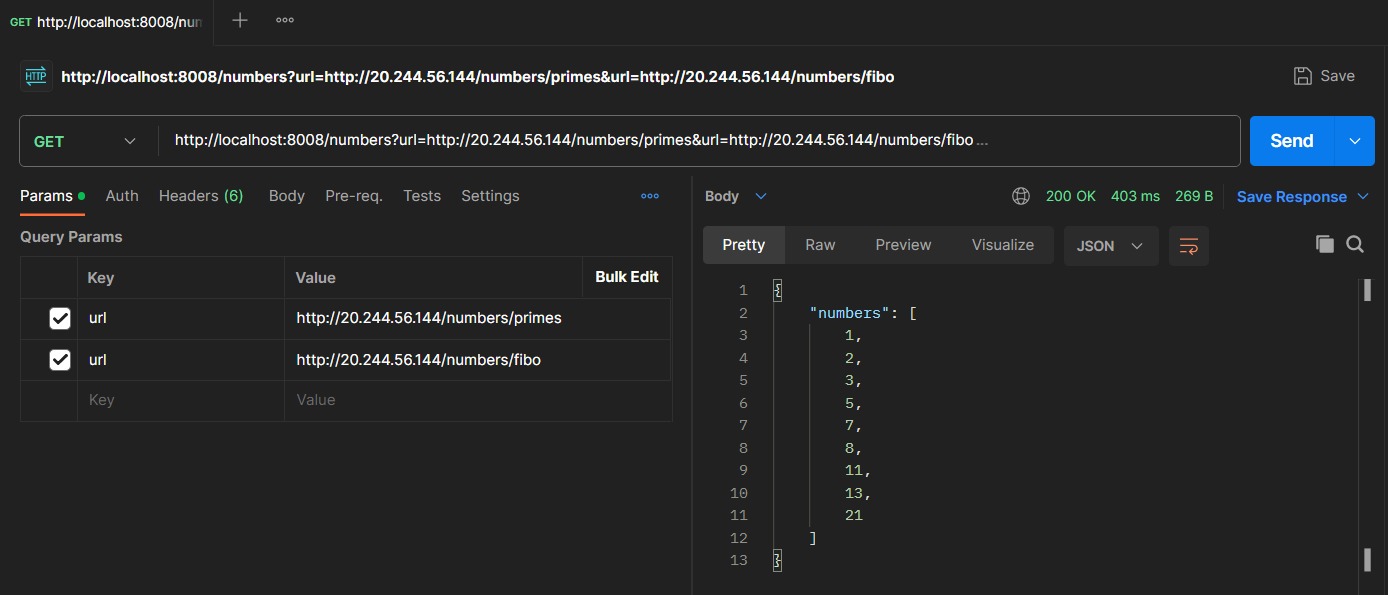 GET http://localhost:8008/num
http://localhost:8008/numbers?url=http://20.244.56.144/numbers/primes&url=http://20.244.56.144/numbers/fibo
Save
GET
http://localhost:8008/numbers?url=http://20.244.56.144/numbers/primes&url=http://20.244.56.144/numbers/fibo ...
Send
Params Auth Headers (6) Body Pre-req. Tests Settings
Query Params
Key Value Bulk Edit
url http://20.244.56.144/numbers/primes
url http://20.244.56.144/numbers/fibo
Key Value
Body 200 OK 403 ms 269 B Save Response
Pretty Raw Preview Visualize JSON
1 {
2 "numbers": [
3 1,
4 2,
5 3,
6 5,
7 7,
8 8,
9 11,
10 13,
11 21
12 ]
13 }